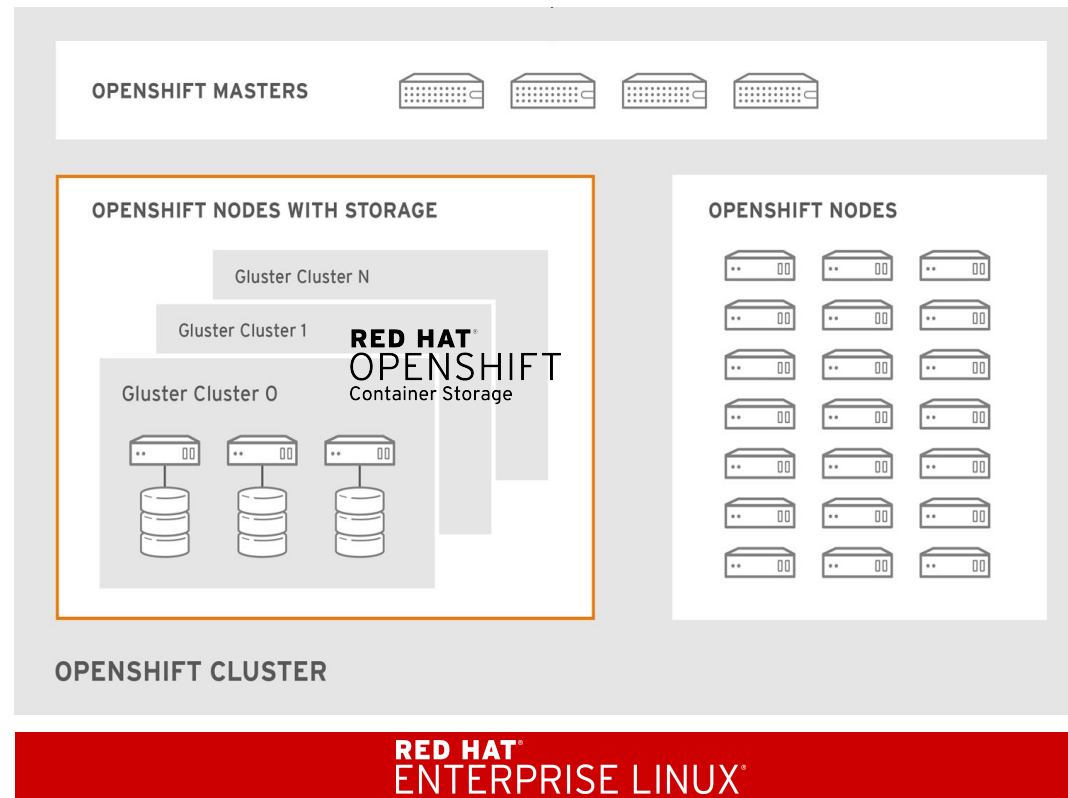 OPENSHIFT MASTERS
OPENSHIFT NODES WITH STORAGE
Gluster Cluster N
Gluster Cluster 1
Gluster Cluster 0
RED HAT®
OPENSHIFT
Container Storage
OPENSHIFT NODES
OPENSHIFT CLUSTER
RED HAT®
ENTERPRISE LINUX®